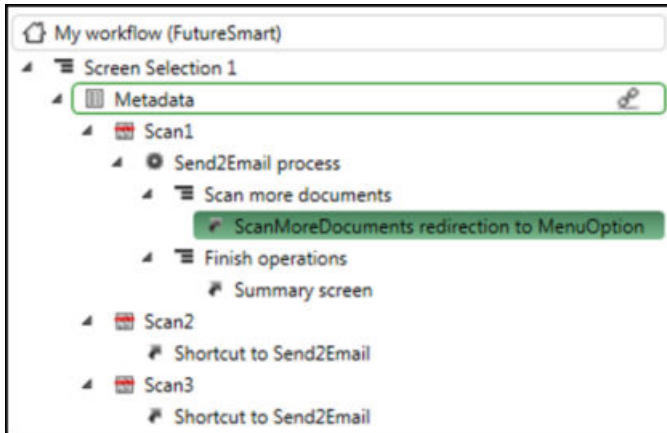 My workflow (FutureSmart)
Screen Selection 1
Metadata
Scan1
Send2Email process
Scan more documents
ScanMoreDocuments redirection to MenuOption
Finish operations
Summary screen
Scan2
Shortcut to Send2Email
Scan3
Shortcut to Send2Email